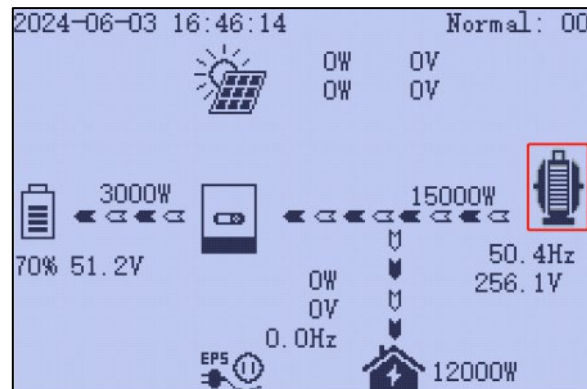 2024-06-03 16:46:14 Normal: 00
0W 0V
0W 0V
3000W
15000W
70% 51.2V
50.4Hz
256.1V
0W
0V
0.0Hz
EPS
12000W